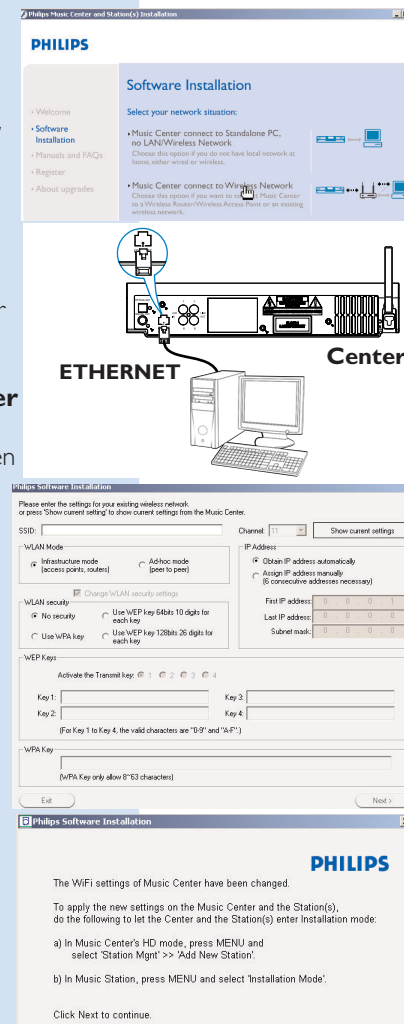 Philips Music Center and Station(s) Installation
PHILIPS
Software Installation
Select your network situation:
• Welcome
• Software
Installation
• Manuals and FAQs
• Register
• About upgrades
• Music Center connect to Standalone PC,
no LAN/Wireless Network
Choose this option if you do not have local network at
home, either wired or wireless.
• Music Center connect to Wireless Network
Choose this option if you want to connect Music Center
to a Wireless Router/Wireless Access Point or an existing
wireless network.
r
er
en
ETHERNET
Center
Philips Software Installation
Please enter the settings for your existing wireless network
or press 'Show current setting' to show current settings from the Music Center.
SSID:
Channel: 11
Show current settings
WLAN Mode
Infrastructure mode
(access points, routers)
Ad-hoc mode
(peer to peer)
IP Address
Obtain IP address automatically
Assign IP address manually
(6 consecutive addresses necessary)
First IP address: 0 . 0 . 0 . 1
Last IP address: 0 . 0 . 0 . 0
Subnet mask: 0 . 0 . 0 . 0
Change WLAN security settings
WLAN security
No security
Use WEP key 64bits 10 digits for
each key
Use WPA key
Use WEP key 128bits 26 digits for
each key
WEP Keys
Activate the Transmit key: 1 2 3 4
Key 1:
Key 3:
Key 2:
Key 4:
(For Key 1 to Key 4, the valid characters are "0-9" and "A-F".)
WPA Key
(WPA Key only allow 8~63 characters)
Exit
Next >
Philips Software Installation
PHILIPS
The WiFi settings of Music Center have been changed.
To apply the new settings on the Music Center and the Station(s),
do the following to let the Center and the Station(s) enter Installation mode:
a) In Music Center's HD mode, press MENU and
select 'Station Mgnt' >> 'Add New Station'.
b) In Music Station, press MENU and select 'Installation Mode'.
Click Next to continue.